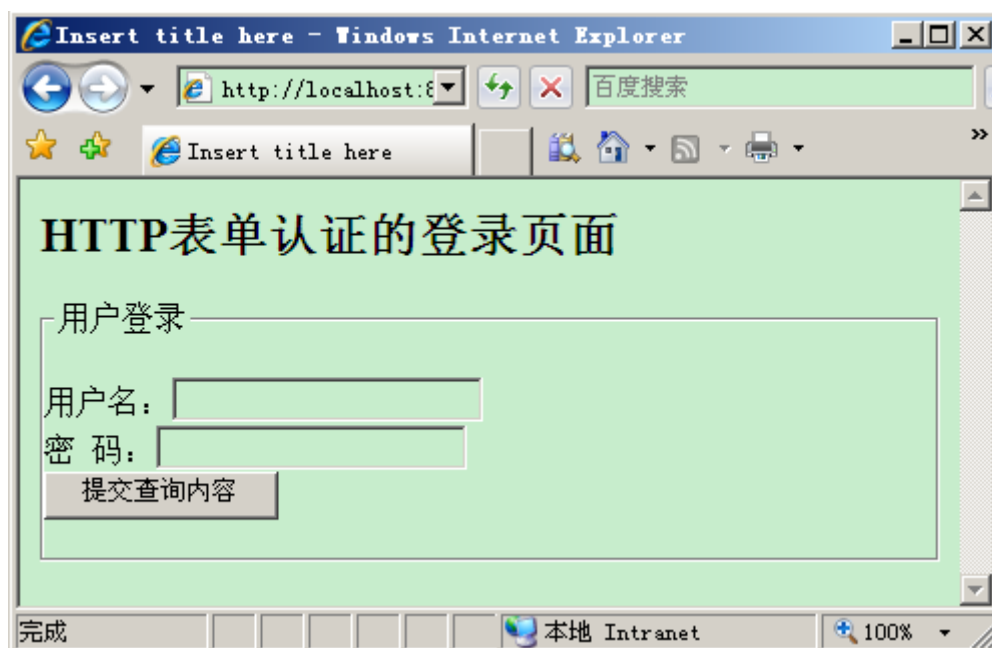 Insert title here - Windows Internet Explorer
http://localhost:8
百度搜索
Insert title here
HTTP表单认证的登录页面
用户登录
用户名：
密 码：
提交查询内容
完成
本地 Intranet
100%